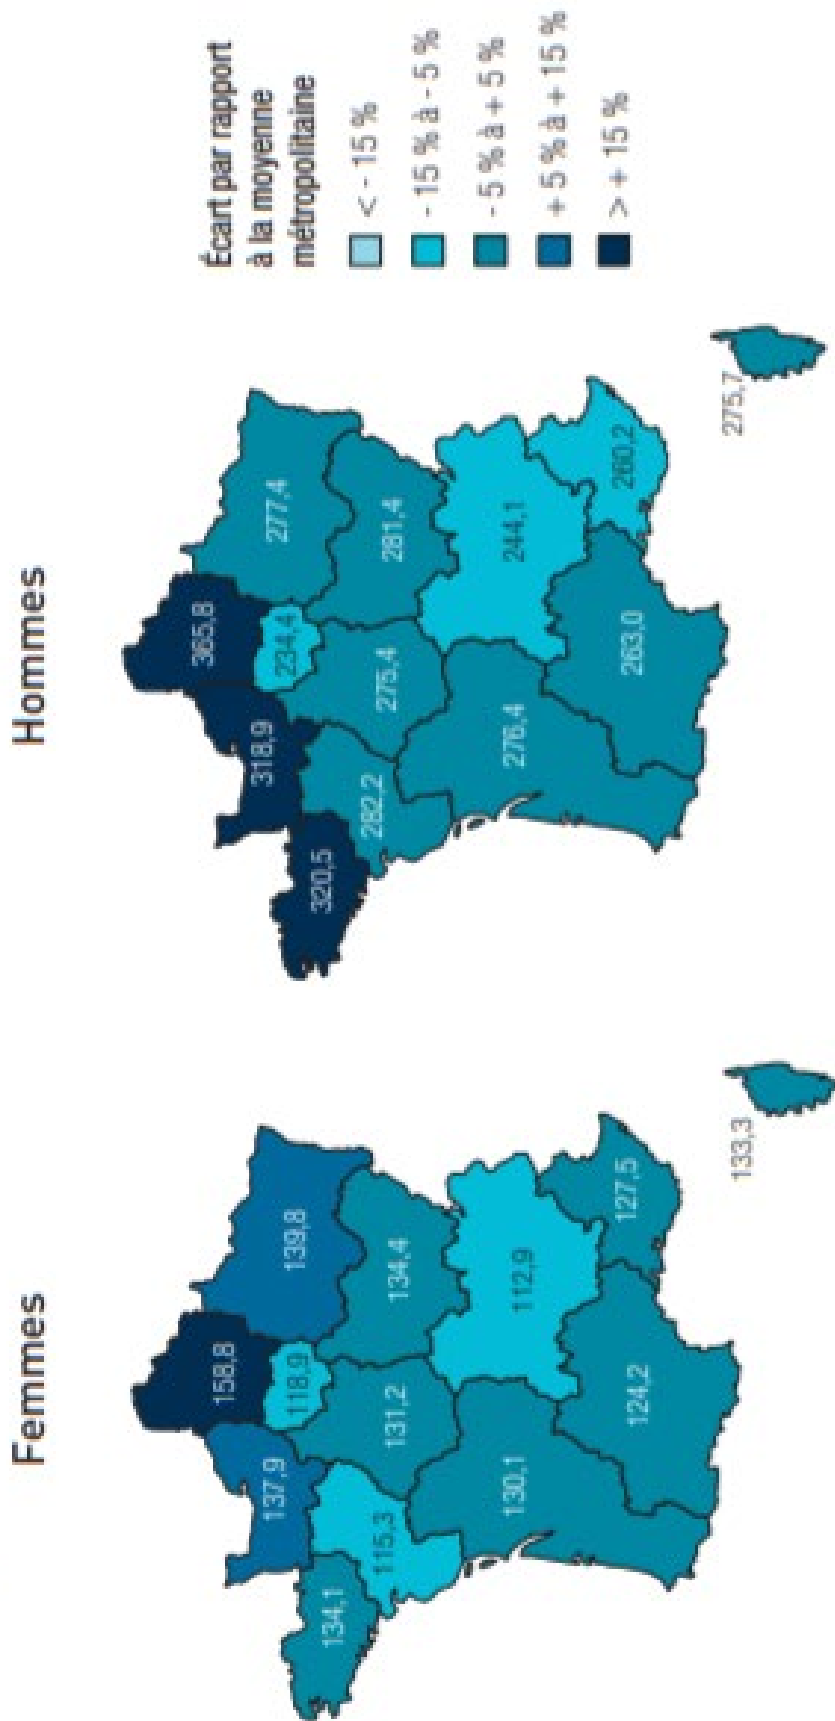 Femmes
Hommes
134,1
137,9
158,8
139,8
115,3
118,9
131,2
134,4
130,1
112,9
124,2
127,5
133,3
320,5
318,9
365,8
277,4
282,2
234,4
275,4
281,4
276,4
244,1
263,0
260,2
275,7
Écart par rapport
à la moyenne
métropolitaine
< - 15 %
- 15 % à - 5 %
- 5 % à + 5 %
+ 5 % à + 15 %
> + 15 %